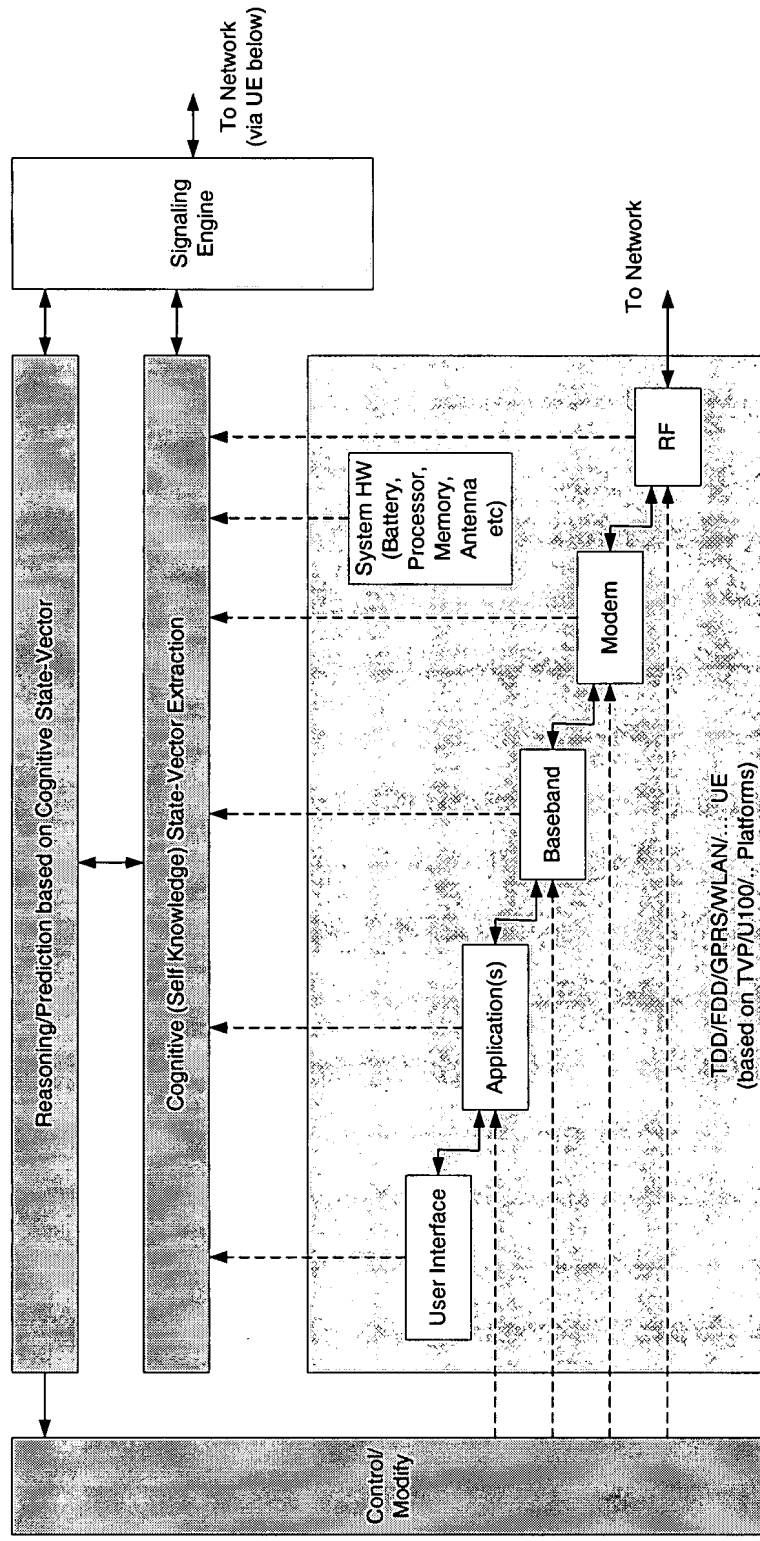 Reasoning/Prediction based on Cognitive State-Vector
Cognitive (Self Knowledge) State-Vector Extraction
Signaling
Engine
To Network
(via UE below)
Control/
Modify
User Interface
Application(s)
Baseband
Modem
System HW
(Battery,
Processor,
Memory,
Antenna
etc)
RF
To Network
TDD/FDD/GPRS/WLAN/... UE
(based on TVP/U100/.. Platforms)